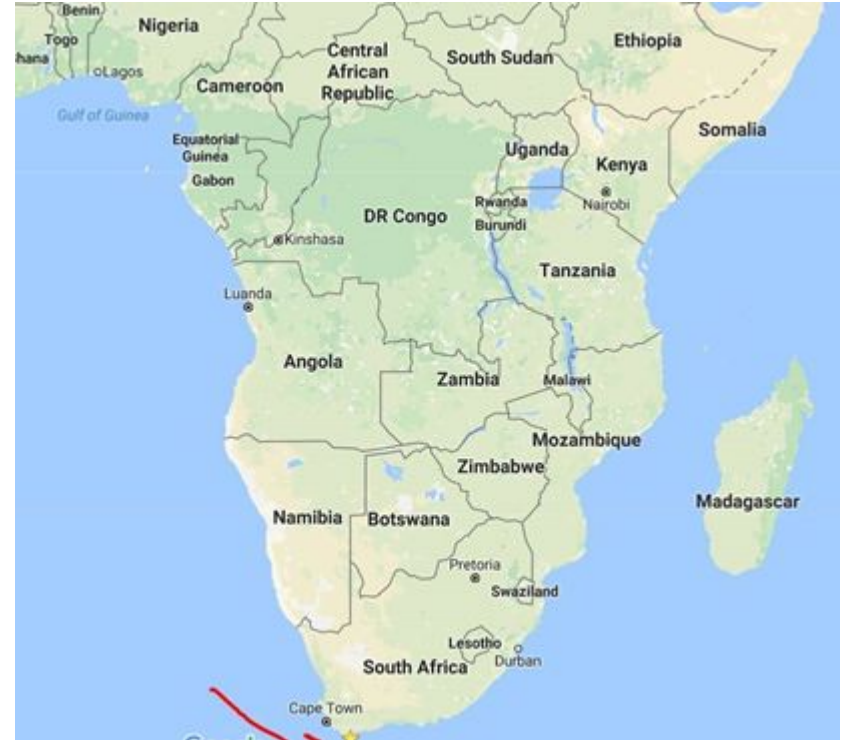 Benin
Nigeria
Togo
hana
Lagos
Central
African
Republic
South Sudan
Ethiopia
Cameroon
Gulf of Guinea
Somalia
Equatorial
Guinea
Gabon
Uganda
Kenya
Nairobi
Rwanda
Burundi
DR Congo
Kinshasa
Tanzania
Luanda
Angola
Zambia
Malawi
Mozambique
Zimbabwe
Madagascar
Namibia
Botswana
Pretoria
Swaziland
Lesotho
Durban
South Africa
Cape Town